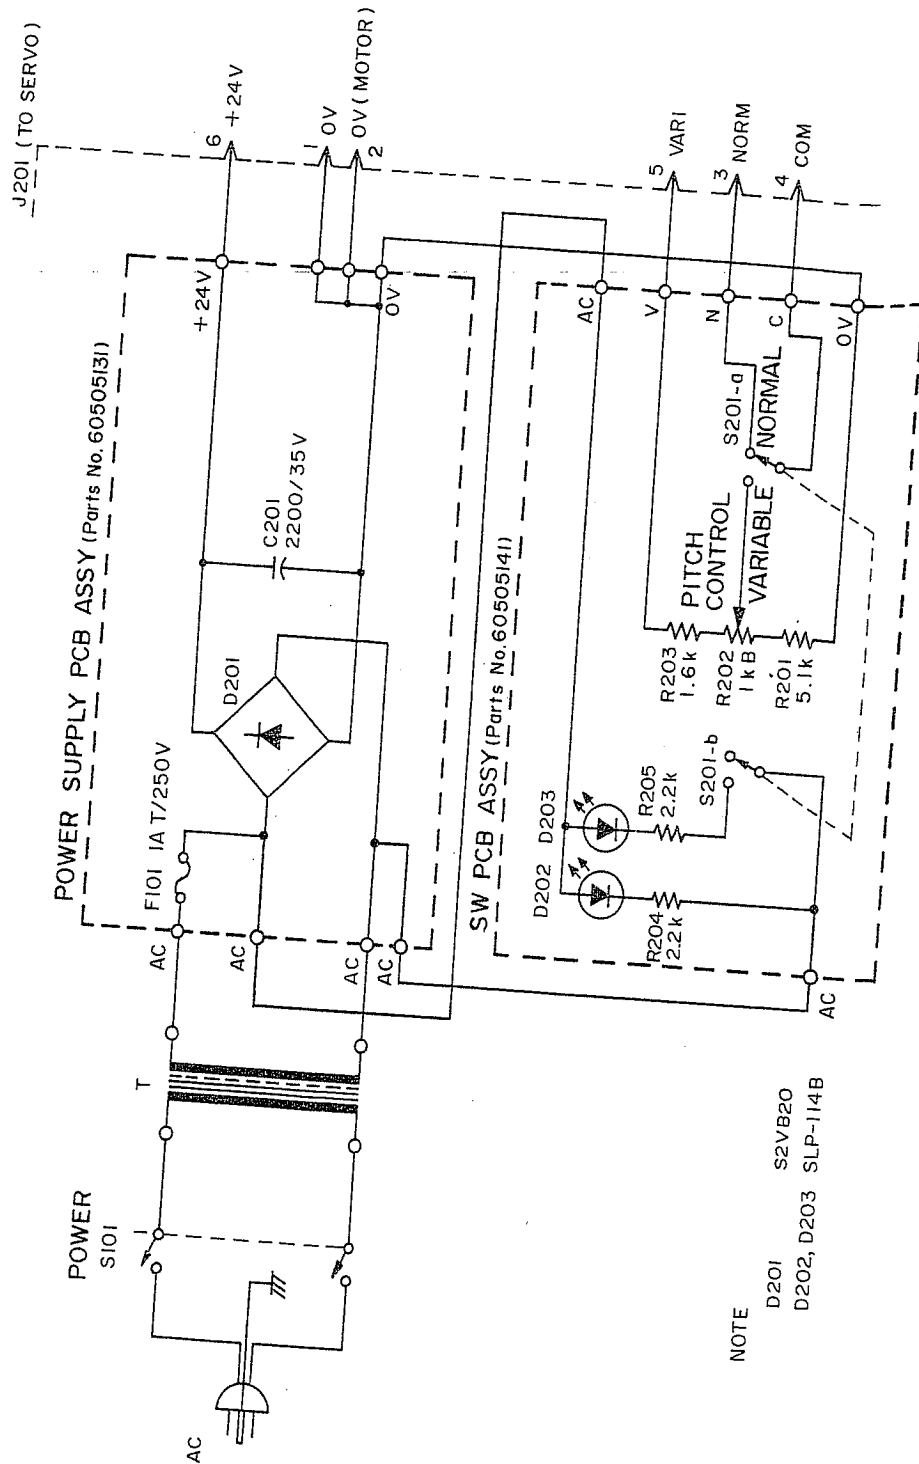 J201 (TO SERVO)
6 +24V
1 0V
0V (MOTOR)
2
5 VARI
3 NORM
4 COM
POWER SUPPLY PCB ASSY (Parts No. 60505131)
+24V
0V
C201
2200/35V
D201
F101 1A T/250V
AC
AC
AC
AC
T
POWER
S101
AC
SW PCB ASSY (Parts No. 60505141)
AC
V
N
C
0V
S201-a
NORMAL
PITCH
CONTROL
VARIABLE
R203
1.6k
R202
1kB
R201
5.1k
S201-b
D203
R205
2.2k
D202
R204
2.2k
AC
NOTE
D201 S2VB20
D202, D203 SLP-114B